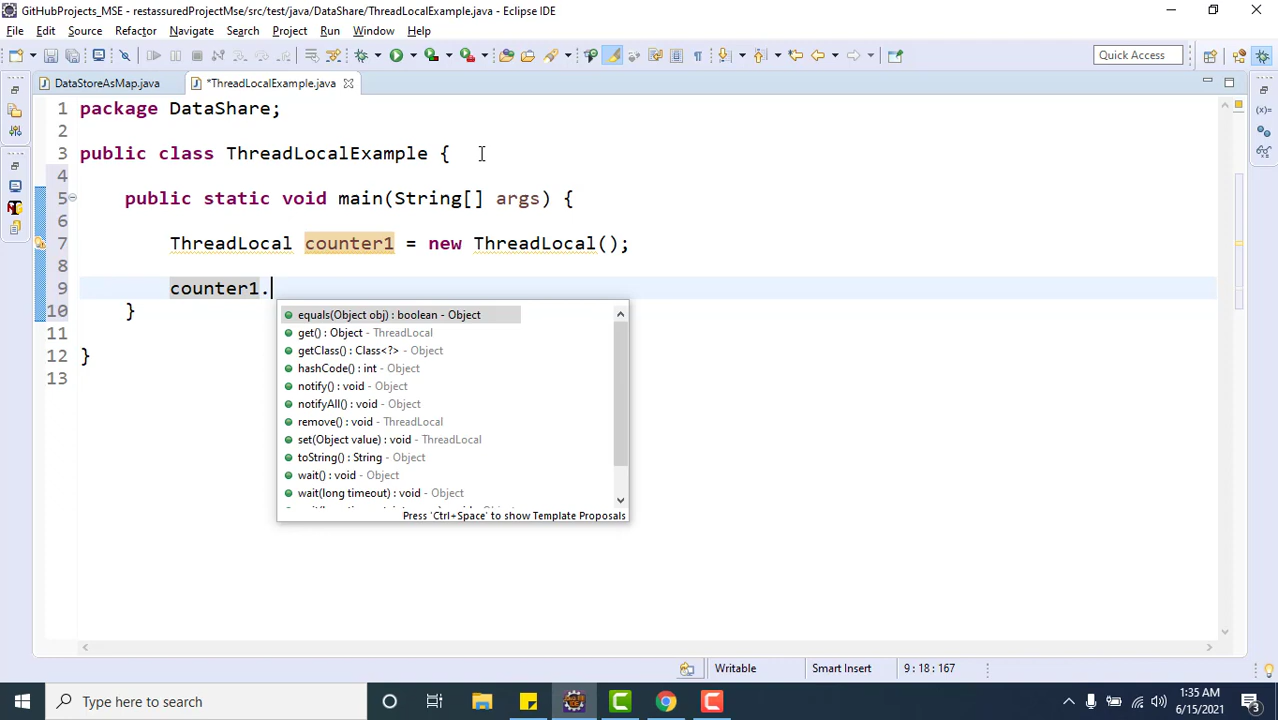 GitHubProjects_MSE - restassuredProjectMse/src/test/java/DataShare/ThreadLocalExample.java - Eclipse IDE
File Edit Source Refactor Navigate Search Project Run Window Help
Quick Access
DataStoreAsMap.java *ThreadLocalExample.java
1 package DataShare;
2
3 public class ThreadLocalExample {
4
5 public static void main(String[] args) {
6
7 ThreadLocal counter1 = new ThreadLocal();
8
9 counter1.
10 }
11
12 }
13
equals(Object obj) : boolean - Object
get() : Object - ThreadLocal
getClass() : Class<?> - Object
hashCode() : int - Object
notify() : void - Object
notifyAll() : void - Object
remove() : void - ThreadLocal
set(Object value) : void - ThreadLocal
toString() : String - Object
wait() : void - Object
wait(long timeout) : void - Object
Press 'Ctrl+Space' to show Template Proposals
Writable Smart Insert 9 : 18 : 167
Type here to search
1:35 AM
6/15/2021
3